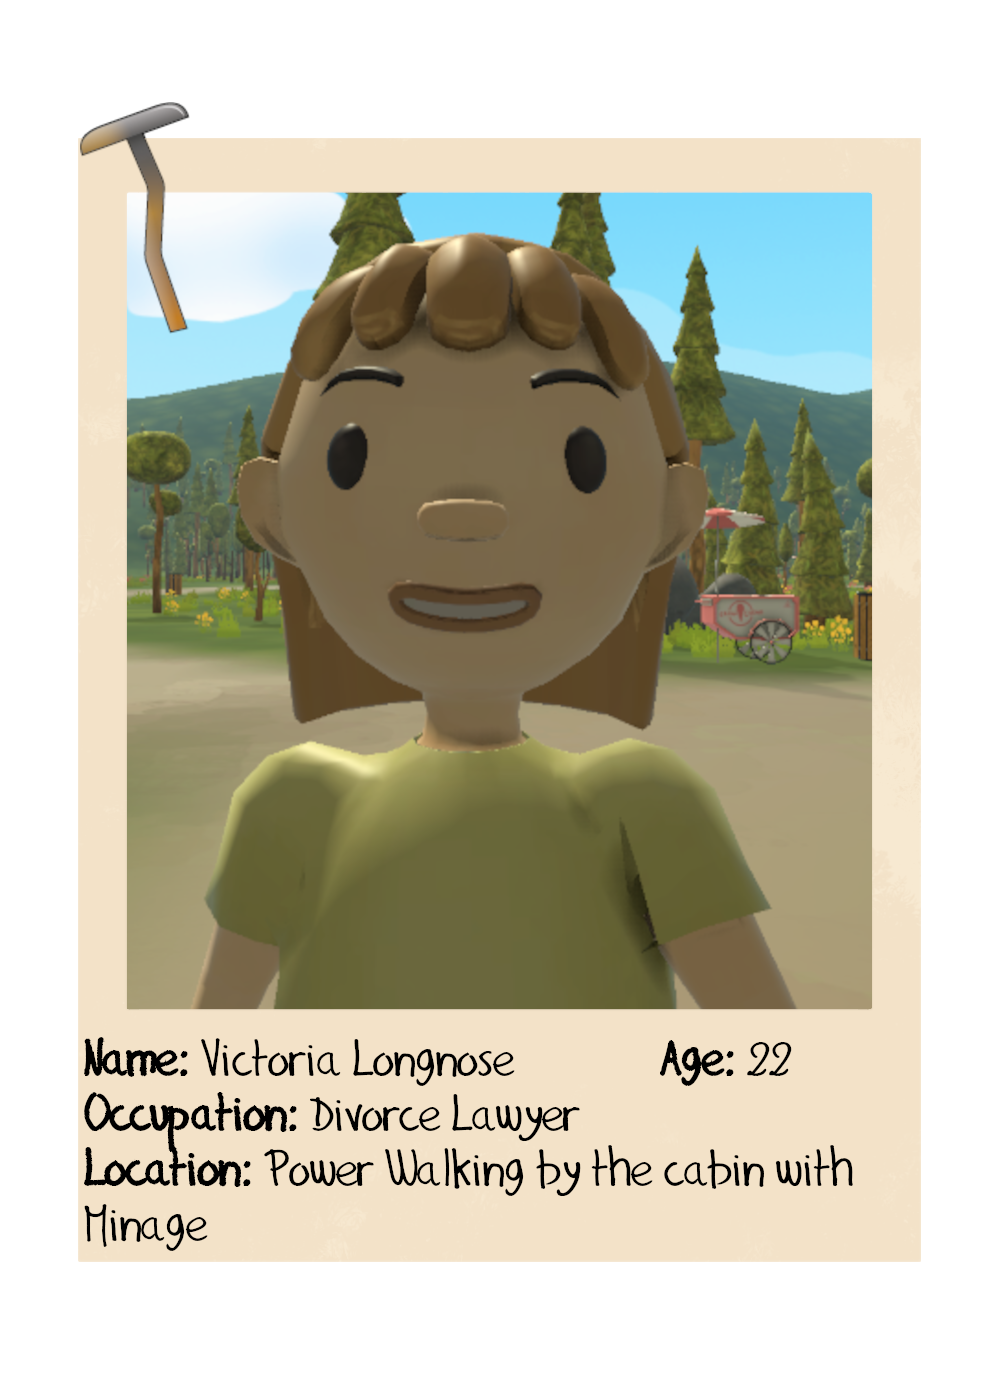 Name: Victoria Longnose Age: 22
Occupation: Divorce Lawyer
Location: Power Walking by the cabin with
Minage